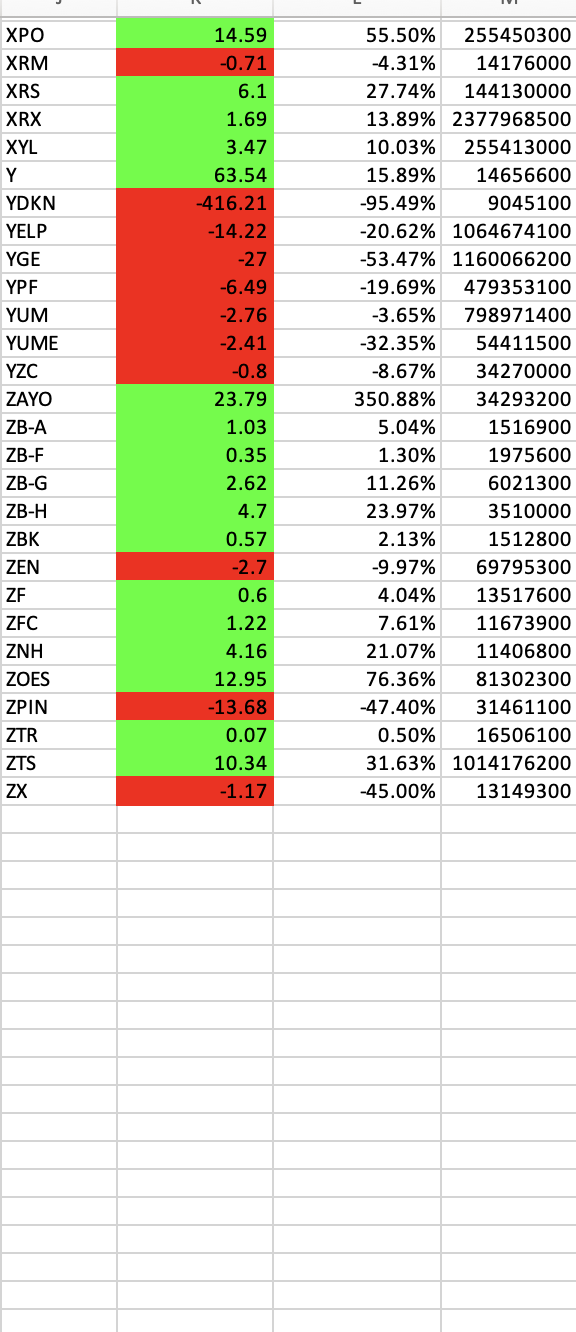 XPO 14.59 55.50% 255450300
XRM -0.71 -4.31% 14176000
XRS 6.1 27.74% 144130000
XRX 1.69 13.89% 2377968500
XYL 3.47 10.03% 255413000
Y 63.54 15.89% 14656600
YDKN -416.21 -95.49% 9045100
YELP -14.22 -20.62% 1064674100
YGE -27 -53.47% 1160066200
YPF -6.49 -19.69% 479353100
YUM -2.76 -3.65% 798971400
YUME -2.41 -32.35% 54411500
YZC -0.8 -8.67% 34270000
ZAYO 23.79 350.88% 34293200
ZB-A 1.03 5.04% 1516900
ZB-F 0.35 1.30% 1975600
ZB-G 2.62 11.26% 6021300
ZB-H 4.7 23.97% 3510000
ZBK 0.57 2.13% 1512800
ZEN -2.7 -9.97% 69795300
ZF 0.6 4.04% 13517600
ZFC 1.22 7.61% 11673900
ZNH 4.16 21.07% 11406800
ZOES 12.95 76.36% 81302300
ZPIN -13.68 -47.40% 31461100
ZTR 0.07 0.50% 16506100
ZTS 10.34 31.63% 1014176200
ZX -1.17 -45.00% 13149300